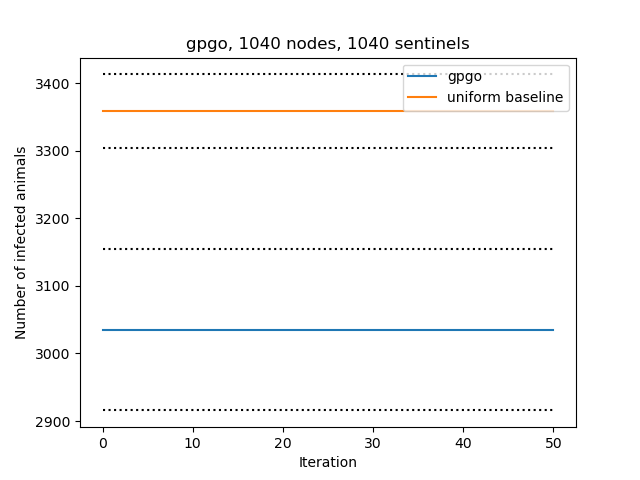 gpgo, 1040 nodes, 1040 sentinels
gpgo
uniform baseline
Number of infected animals
3400
3300
3200
3100
3000
2900
0 10 20 30 40 50
Iteration